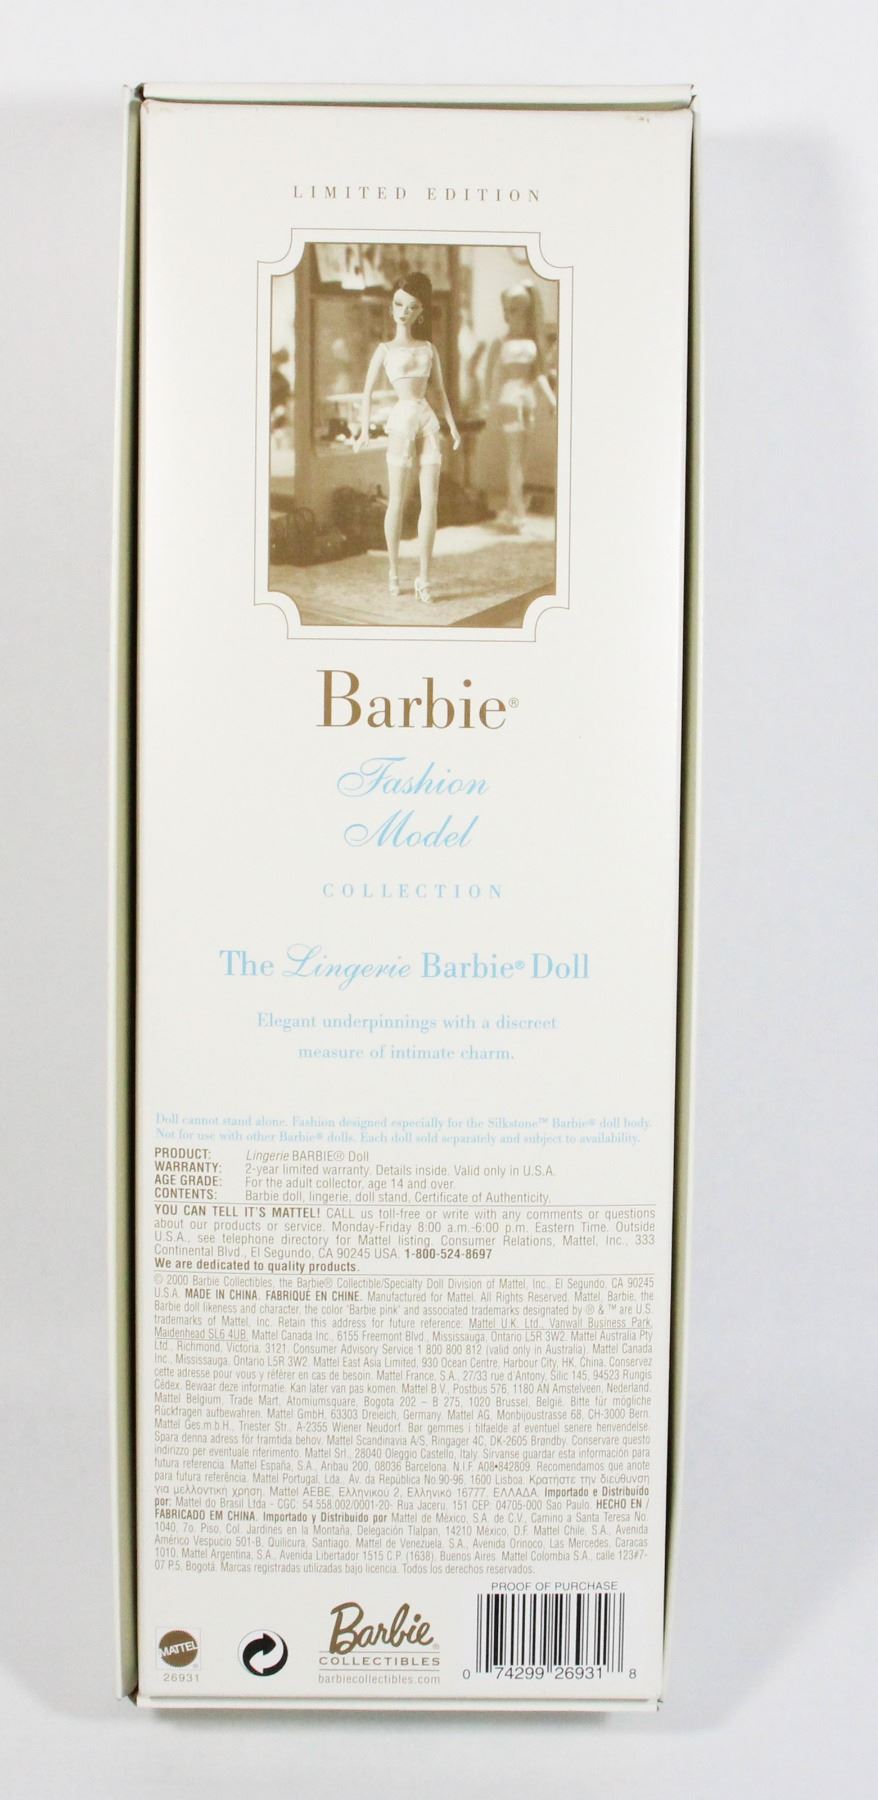 LIMITED EDITION
Barbie®
Fashion
Model
COLLECTION
The Lingerie Barbie® Doll
Elegant underpinnings with a discreet
measure of intimate charm.
Doll cannot stand alone. Fashion designed especially for the Silkstone™ Barbie® doll body.
Not for use with other Barbie® dolls. Each doll sold separately and subject to availability.
PRODUCT: Lingerie BARBIE® Doll
WARRANTY: 2-year limited warranty. Details inside. Valid only in U.S.A.
AGE GRADE: For the adult collector, age 14 and over.
CONTENTS: Barbie doll, lingerie, doll stand, Certificate of Authenticity.
YOU CAN TELL IT'S MATTEL! CALL us toll-free or write with any comments or questions
about our products or service. Monday-Friday 8:00 a.m.-6:00 p.m. Eastern Time. Outside
U.S.A., see telephone directory for Mattel listing. Consumer Relations, Mattel, Inc., 333
Continental Blvd., El Segundo, CA 90245 USA. 1-800-524-8697
We are dedicated to quality products.
© 2000 Barbie Collectibles, the Barbie® Collectible/Specialty Doll Division of Mattel, Inc., El Segundo, CA 90245
U.S.A. MADE IN CHINA. FABRIQUÉ EN CHINE. Manufactured for Mattel. All Rights Reserved. Mattel, Barbie, the
Barbie doll likeness and character, the color "Barbie pink" and associated trademarks designated by ® & ™ are U.S.
trademarks of Mattel, Inc. Retain this address for future reference: Mattel U.K. Ltd., Vanwall Business Park,
Maidenhead SL6 4UB. Mattel Canada Inc., 6155 Freemont Blvd., Mississauga, Ontario L5R 3W2. Mattel Australia Pty
Ltd., Richmond, Victoria. 3121. Consumer Advisory Service 1 800 800 812 (valid only in Australia). Mattel Canada
Inc., Mississauga, Ontario L5R 3W2. Mattel East Asia Limited, 930 Ocean Centre, Harbour City, HK, China. Conservez
cette adresse pour vous y référer en cas de besoin. Mattel France, S.A., 27/33 rue d'Antony, Silic 145, 94523 Rungis
Cédex. Bewaar deze informatie. Kan later van pas komen. Mattel B.V., Postbus 576, 1180 AN Amstelveen, Nederland.
Mattel Belgium, Trade Mart, Atomiumsquare, Bogota 202 – B 275, 1020 Brussel, België. Bitte für mögliche
Rückfragen aufbewahren. Mattel GmbH, 63303 Dreieich, Germany. Mattel AG, Monbijoustrasse 68, CH-3000 Bern.
Mattel Ges.m.b.H., Triester Str., A-2355 Wiener Neudorf. Bør gemmes i tilfælde af eventuel senere henvendelse.
Spara denna adress för framtida behov. Mattel Scandinavia A/S, Ringager 4C, DK-2605 Brøndby. Conservare questo
indirizzo per eventuale riferimento. Mattel Srl., 28040 Oleggio Castello, Italy. Sirvanse guardar esta información para
futura referencia. Mattel España, S.A., Aribau 200, 08036 Barcelona. N.I.F. A08•842809. Recomendamos que anote
para futura referência. Mattel Portugal, Lda., Av. da República No.90-96, 1600 Lisboa. Κρατήστε την διεύθυνση
για μελλοντική χρήση. Mattel AEBE, Ελληνικού 2, Ελληνικό 16777. ΕΛΛΑΔΑ. Importado e Distribuido
por: Mattel do Brasil Ltda - CGC: 54.558.002/0001-20- Rua Jaceru, 151 CEP: 04705-000 Sao Paulo. HECHO EN /
FABRICADO EM CHINA. Importado y Distribuido por Mattel de México, S.A. de C.V., Camino a Santa Teresa No.
1040, 7o. Piso, Col. Jardines en la Montaña, Delegación Tlalpan, 14210 México, D.F. Mattel Chile, S.A., Avenida
Américo Vespucio 501-B, Quilicura, Santiago. Mattel de Venezuela, S.A., Avenida Orinoco, Las Mercedes, Caracas
1010. Mattel Argentina, S.A., Avenida Libertador 1515 C.P. (1638), Buenos Aires. Mattel Colombia S.A., calle 123#7-
07 P.5, Bogotá. Marcas registradas utilizadas bajo licencia. Todos los derechos reservados.
PROOF OF PURCHASE
MATTEL
26931
Barbie
COLLECTIBLES
barbiecollectibles.com
0 74299 26931 8